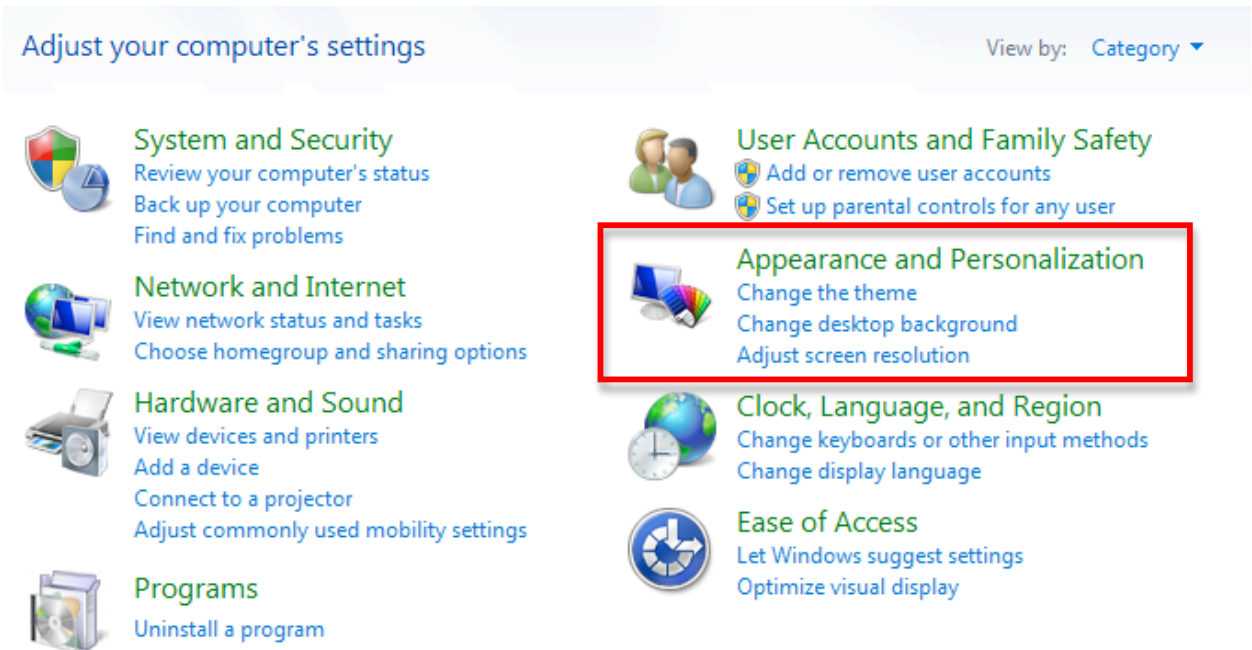 Adjust your computer's settings
View by: Category
System and Security
Review your computer's status
Back up your computer
Find and fix problems
Network and Internet
View network status and tasks
Choose homegroup and sharing options
Hardware and Sound
View devices and printers
Add a device
Connect to a projector
Adjust commonly used mobility settings
Programs
Uninstall a program
User Accounts and Family Safety
Add or remove user accounts
Set up parental controls for any user
Appearance and Personalization
Change the theme
Change desktop background
Adjust screen resolution
Clock, Language, and Region
Change keyboards or other input methods
Change display language
Ease of Access
Let Windows suggest settings
Optimize visual display